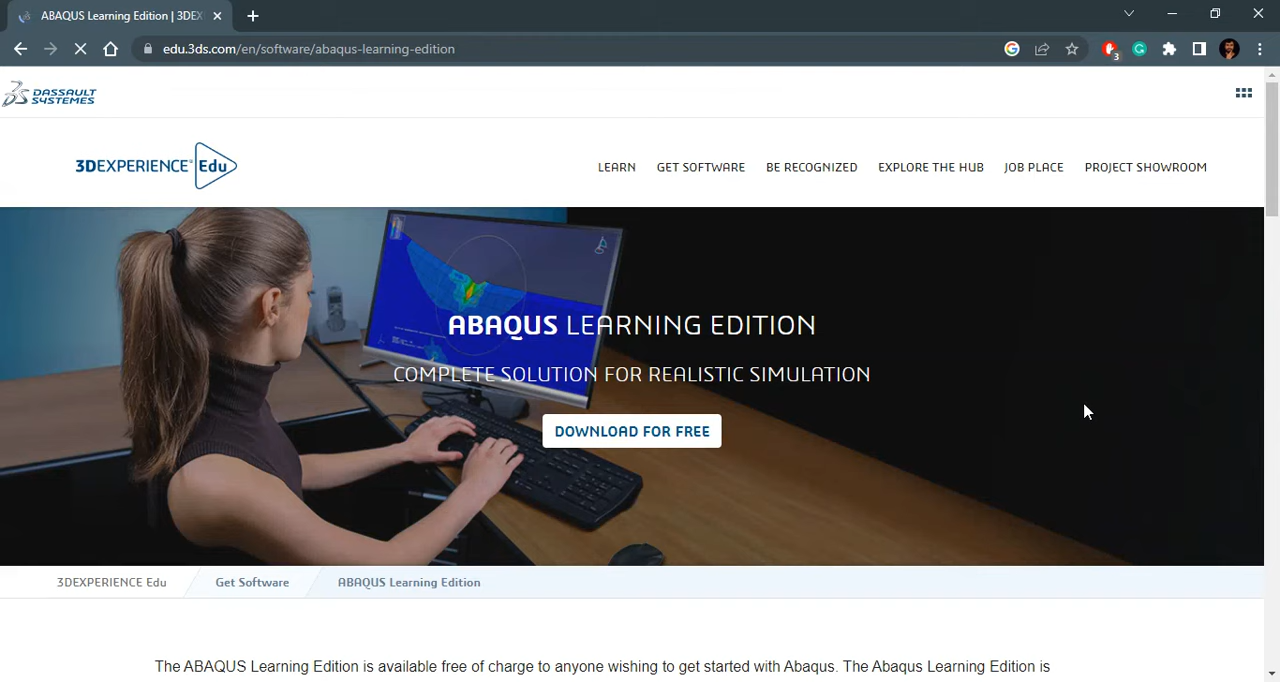 ABAQUS Learning Edition | 3DEX
edu.3ds.com/en/software/abaqus-learning-edition
3
DASSAULT
SYSTEMES
3DEXPERIENCE® Edu
LEARN GET SOFTWARE BE RECOGNIZED EXPLORE THE HUB JOB PLACE PROJECT SHOWROOM
ABAQUS LEARNING EDITION
COMPLETE SOLUTION FOR REALISTIC SIMULATION
DOWNLOAD FOR FREE
3DEXPERIENCE Edu Get Software ABAQUS Learning Edition
The ABAQUS Learning Edition is available free of charge to anyone wishing to get started with Abaqus. The Abaqus Learning Edition is